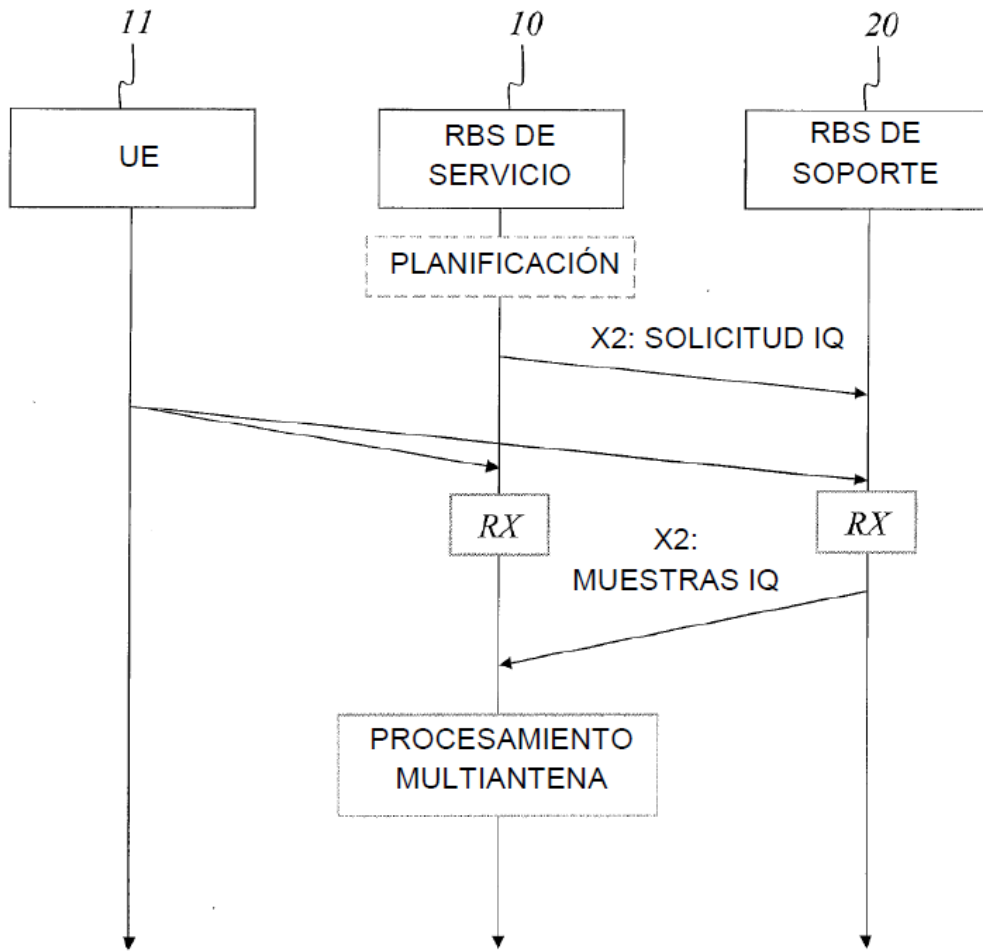 11
10
20
UE
RBS DE
SERVICIO
RBS DE
SOPORTE
PLANIFICACIÓN
X2: SOLICITUD IQ
RX
RX
X2:
MUESTRAS IQ
PROCESAMIENTO
MULTIANTENA